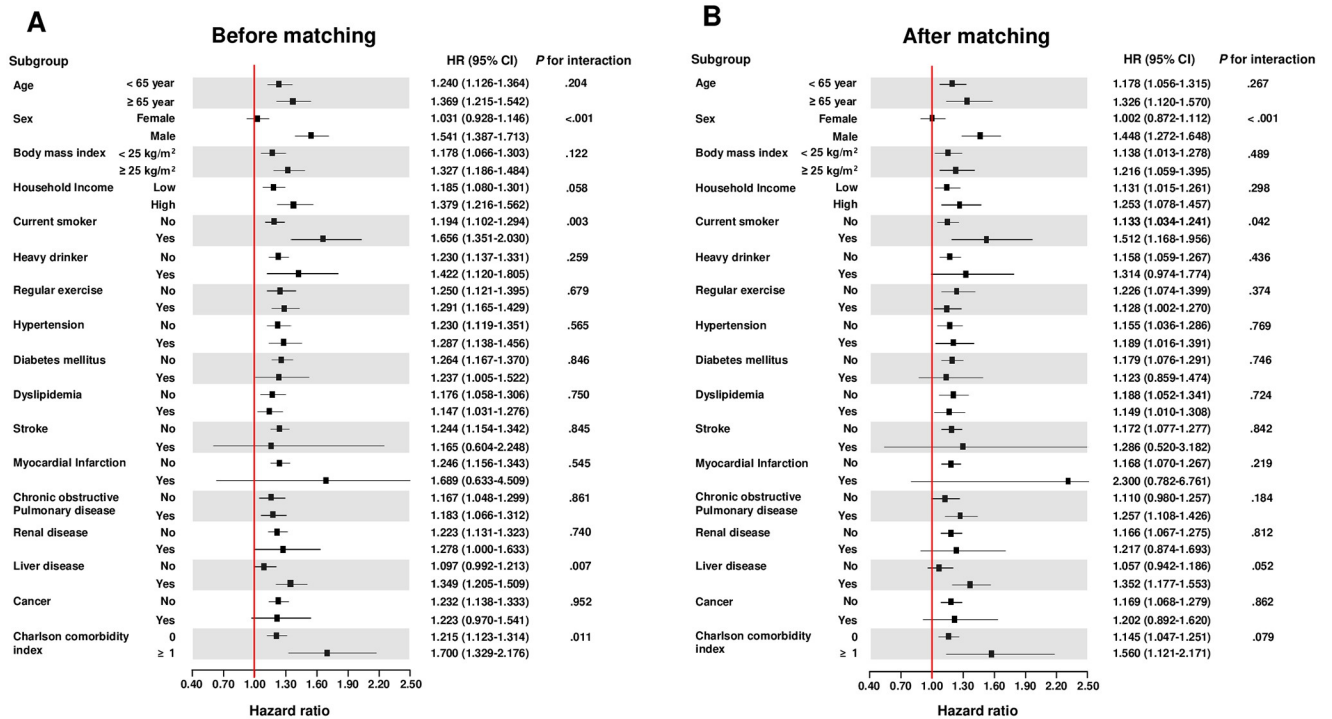 A
Before matching
Subgroup HR (95% CI) P for interaction
Age < 65 year 1.240 (1.126-1.364) .204
≥ 65 year 1.369 (1.215-1.542)
Sex Female 1.031 (0.928-1.146) <.001
Male 1.541 (1.387-1.713)
Body mass index < 25 kg/m² 1.178 (1.066-1.303) .122
≥ 25 kg/m² 1.327 (1.186-1.484)
Household Income Low 1.185 (1.080-1.301) .058
High 1.379 (1.216-1.562)
Current smoker No 1.194 (1.102-1.294) .003
Yes 1.656 (1.351-2.030)
Heavy drinker No 1.230 (1.137-1.331) .259
Yes 1.422 (1.120-1.805)
Regular exercise No 1.250 (1.121-1.395) .679
Yes 1.291 (1.165-1.429)
Hypertension No 1.230 (1.119-1.351) .565
Yes 1.287 (1.138-1.456)
Diabetes mellitus No 1.264 (1.167-1.370) .846
Yes 1.237 (1.005-1.522)
Dyslipidemia No 1.176 (1.058-1.306) .750
Yes 1.147 (1.031-1.276)
Stroke No 1.244 (1.154-1.342) .845
Yes 1.165 (0.604-2.248)
Myocardial Infarction No 1.246 (1.156-1.343) .545
Yes 1.689 (0.633-4.509)
Chronic obstructive No 1.167 (1.048-1.299) .861
Pulmonary disease Yes 1.183 (1.066-1.312)
Renal disease No 1.223 (1.131-1.323) .740
Yes 1.278 (1.000-1.633)
Liver disease No 1.097 (0.992-1.213) .007
Yes 1.349 (1.205-1.509)
Cancer No 1.232 (1.138-1.333) .952
Yes 1.223 (0.970-1.541)
Charlson comorbidity 0 1.215 (1.123-1.314) .011
index ≥ 1 1.700 (1.329-2.176)
0.40 0.70 1.00 1.30 1.60 1.90 2.20 2.50
Hazard ratio
B
After matching
Subgroup HR (95% CI) P for interaction
Age < 65 year 1.178 (1.056-1.315) .267
≥ 65 year 1.326 (1.120-1.570)
Sex Female 1.002 (0.872-1.112) < .001
Male 1.448 (1.272-1.648)
Body mass index < 25 kg/m² 1.138 (1.013-1.278) .489
≥ 25 kg/m² 1.216 (1.059-1.395)
Household Income Low 1.131 (1.015-1.261) .298
High 1.253 (1.078-1.457)
Current smoker No 1.133 (1.034-1.241) .042
Yes 1.512 (1.168-1.956)
Heavy drinker No 1.158 (1.059-1.267) .436
Yes 1.314 (0.974-1.774)
Regular exercise No 1.226 (1.074-1.399) .374
Yes 1.128 (1.002-1.270)
Hypertension No 1.155 (1.036-1.286) .769
Yes 1.189 (1.016-1.391)
Diabetes mellitus No 1.179 (1.076-1.291) .746
Yes 1.123 (0.859-1.474)
Dyslipidemia No 1.188 (1.052-1.341) .724
Yes 1.149 (1.010-1.308)
Stroke No 1.172 (1.077-1.277) .842
Yes 1.286 (0.520-3.182)
Myocardial Infarction No 1.168 (1.070-1.267) .219
Yes 2.300 (0.782-6.761)
Chronic obstructive No 1.110 (0.980-1.257) .184
Pulmonary disease Yes 1.257 (1.108-1.426)
Renal disease No 1.166 (1.067-1.275) .812
Yes 1.217 (0.874-1.693)
Liver disease No 1.057 (0.942-1.186) .052
Yes 1.352 (1.177-1.553)
Cancer No 1.169 (1.068-1.279) .862
Yes 1.202 (0.892-1.620)
Charlson comorbidity 0 1.145 (1.047-1.251) .079
index ≥ 1 1.560 (1.121-2.171)
0.40 0.70 1.00 1.30 1.60 1.90 2.20 2.50
Hazard ratio